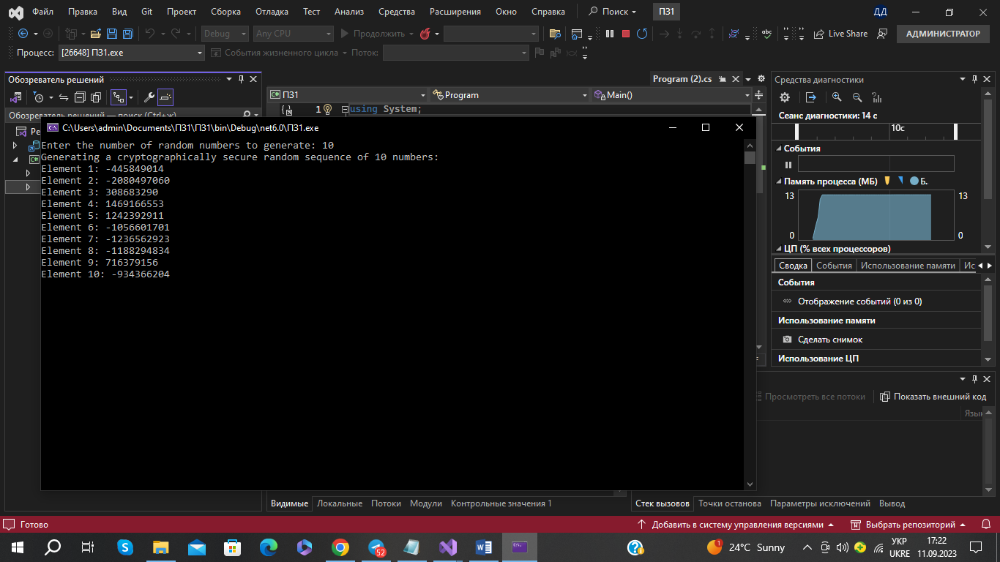 Файл Правка Вид Git Проект Сборка Отладка Тест Анализ Средства Расширения Окно Справка Поиск ПЗ1 ДД
Debug Any CPU Продолжить Live Share АДМИНИСТРАТОР
Процесс: [26648] ПЗ1.exe События жизненного цикла Поток:
Обозреватель решений
Обозреватель решений — поиск (Ctrl+ж)
Program (2).cs
ПЗ1 Program Main()
1 using System;
C:\Users\admin\Documents\ПЗ1\ПЗ1\bin\Debug\net6.0\ПЗ1.exe
Enter the number of random numbers to generate: 10
Generating a cryptographically secure random sequence of 10 numbers:
Element 1: -445849014
Element 2: -2080497060
Element 3: 308683290
Element 4: 1469166553
Element 5: 1242392911
Element 6: -1056601701
Element 7: -1236562923
Element 8: -1188294834
Element 9: 716379156
Element 10: -934366204
Средства диагностики
Сеанс диагностики: 14 с
10с
События
Память процесса (МБ) Б..
13 13
0 0
ЦП (% всех процессоров)
Сводка События Использование памяти Ис
События
Отображение событий (0 из 0)
Использование памяти
Сделать снимок
Использование ЦП
Просмотреть все потоки Показать внешний код
Язык
Видимые Локальные Потоки Модули Контрольные значения 1
Стек вызовов Точки останова Параметры исключений Вывод
Готово Добавить в систему управления версиями Выбрать репозиторий
52 1 24°C Sunny УКР 17:22
UKRE 11.09.2023